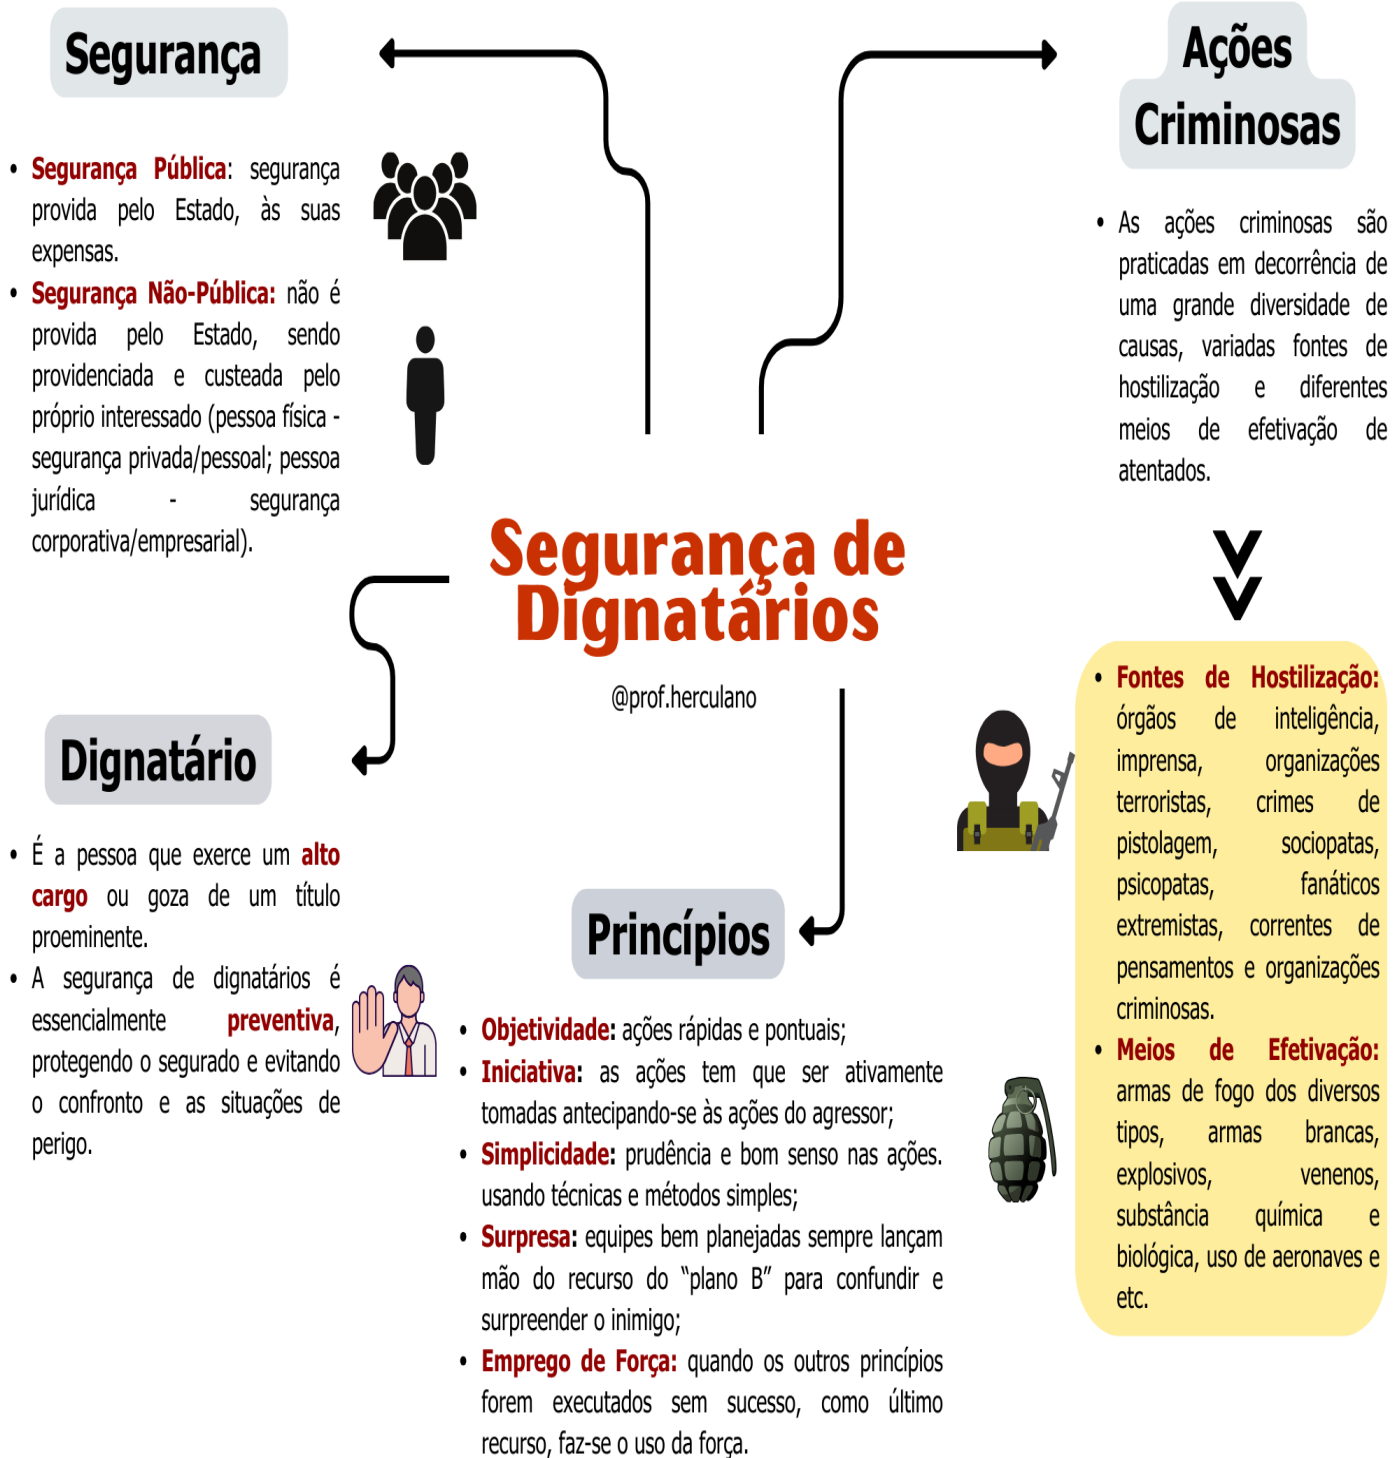 Segurança
• Segurança Pública: segurança
provida pelo Estado, às suas
expensas.
• Segurança Não-Pública: não é
provida pelo Estado, sendo
providenciada e custeada pelo
próprio interessado (pessoa física -
segurança privada/pessoal; pessoa
jurídica - segurança
corporativa/empresarial).
Ações
Criminosas
• As ações criminosas são
praticadas em decorrência de
uma grande diversidade de
causas, variadas fontes de
hostilização e diferentes
meios de efetivação de
atentados.
Segurança de
Dignatários
@prof.herculano
Dignatário
• É a pessoa que exerce um alto
cargo ou goza de um título
proeminente.
• A segurança de dignatários é
essencialmente preventiva,
protegendo o segurado e evitando
o confronto e as situações de
perigo.
Princípios
• Objetividade: ações rápidas e pontuais;
• Iniciativa: as ações tem que ser ativamente
tomadas antecipando-se às ações do agressor;
• Simplicidade: prudência e bom senso nas ações.
usando técnicas e métodos simples;
• Surpresa: equipes bem planejadas sempre lançam
mão do recurso do “plano B” para confundir e
surpreender o inimigo;
• Emprego de Força: quando os outros princípios
forem executados sem sucesso, como último
recurso, faz-se o uso da força.
• Fontes de Hostilização:
órgãos de inteligência,
imprensa, organizações
terroristas, crimes de
pistolagem, sociopatas,
psicopatas, fanáticos
extremistas, correntes de
pensamentos e organizações
criminosas.
• Meios de Efetivação:
armas de fogo dos diversos
tipos, armas brancas,
explosivos, venenos,
substância química e
biológica, uso de aeronaves e
etc.